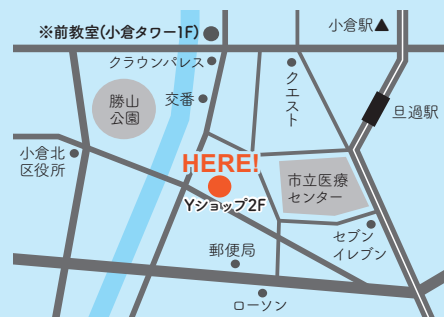 小倉駅▲
※前教室(小倉タワー1F)
クラウンパレス
クエスト
交番
勝山
公園
旦過駅
小倉北
区役所
HERE!
市立医療
センター
Yショップ2F
セブン
イレブン
郵便局
ローソン